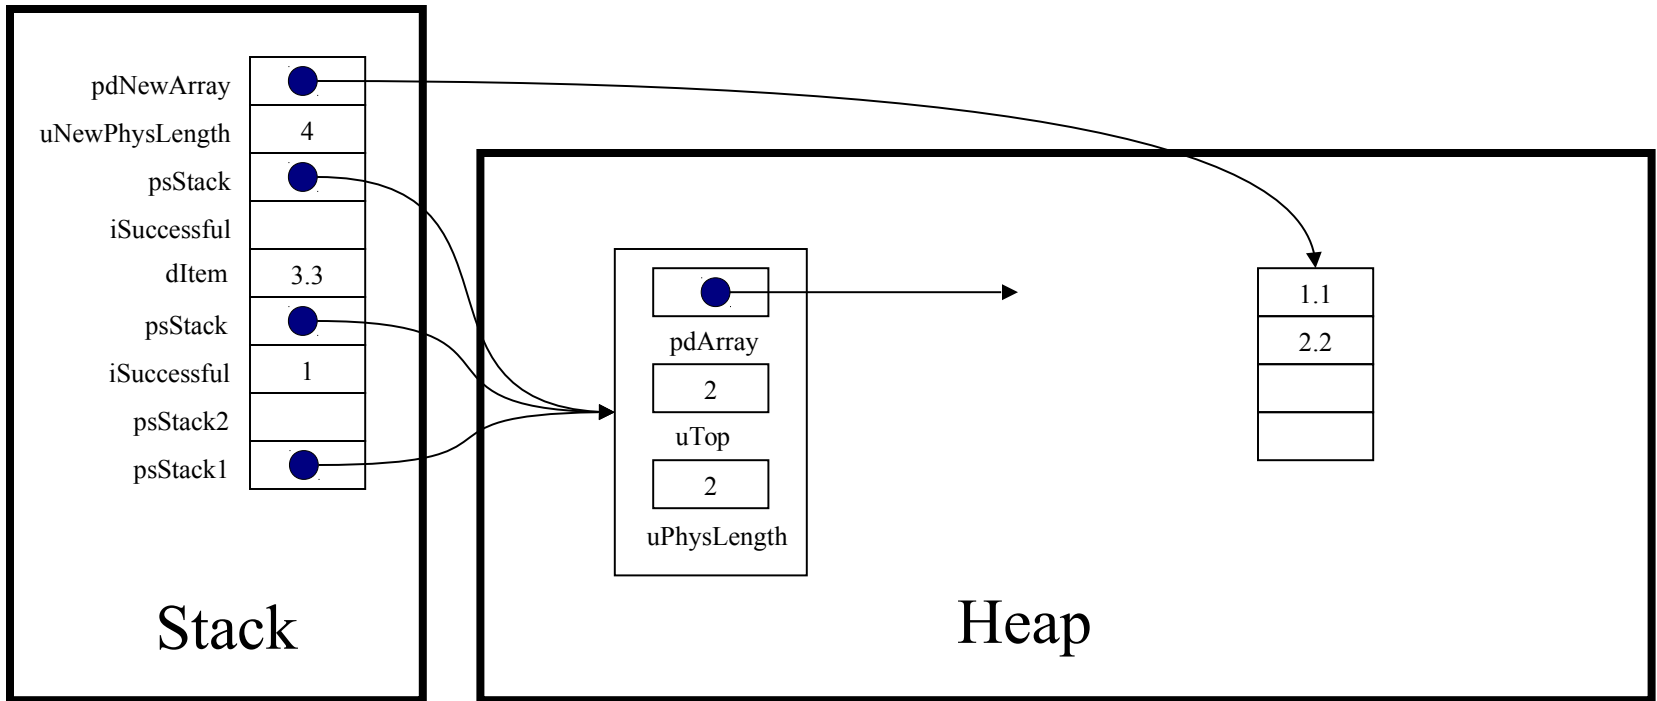 pdNewArray
uNewPhysLength 4
psStack
iSuccessful
dItem 3.3
psStack
iSuccessful 1
psStack2
psStack1
Stack
pdArray
2
uTop
2
uPhysLength
1.1
2.2
Heap